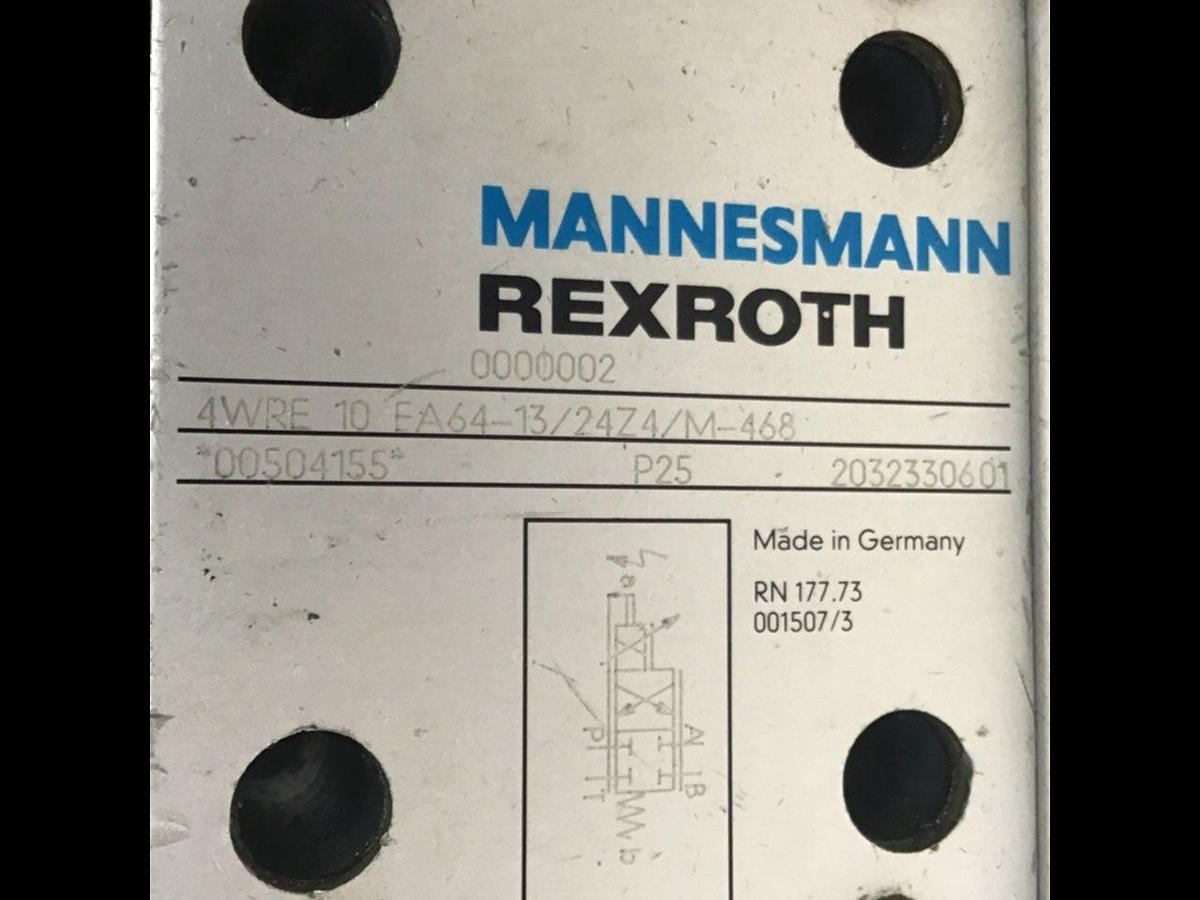 MANNESMANN
REXROTH
0000002
4WRE 10 EA64-13/24Z4/M-468
*00504155* P25 2032330601
Made in Germany
RN 177.73
001507/3
a
P A
T B
b